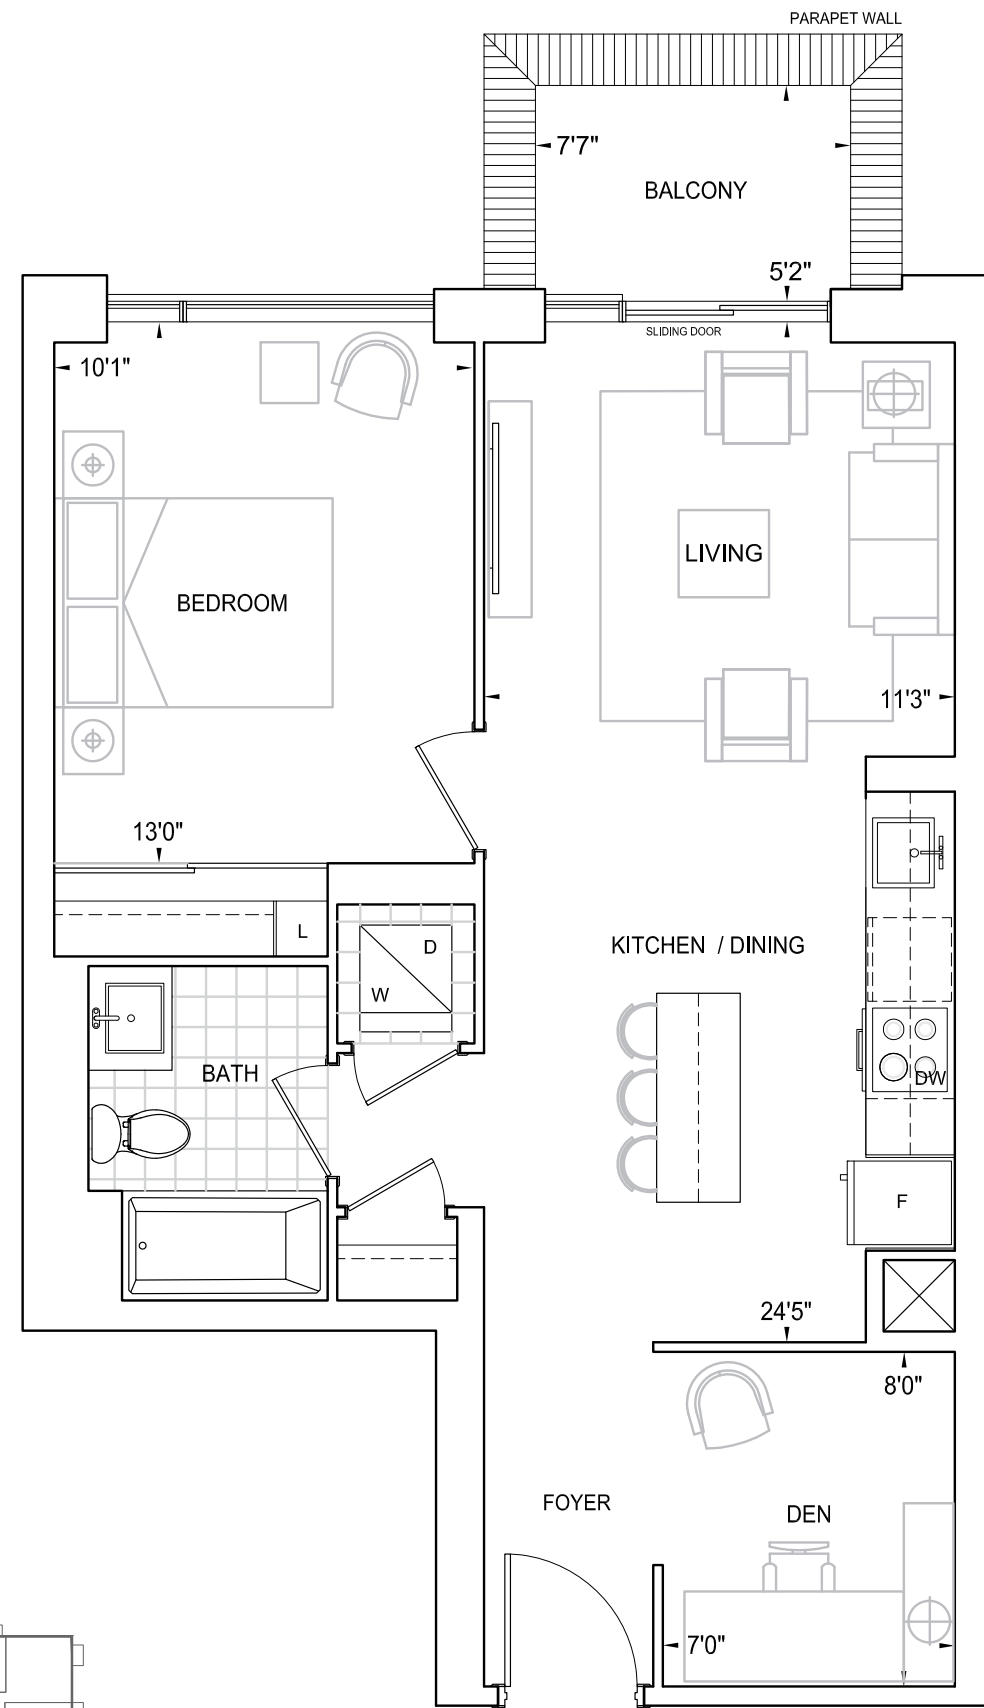 PARAPET WALL
7'7"
BALCONY
5'2"
SLIDING DOOR
10'1"
LIVING
BEDROOM
11'3"
13'0"
L
D
KITCHEN / DINING
W
BATH
DW
F
24'5"
8'0"
FOYER
DEN
7'0"